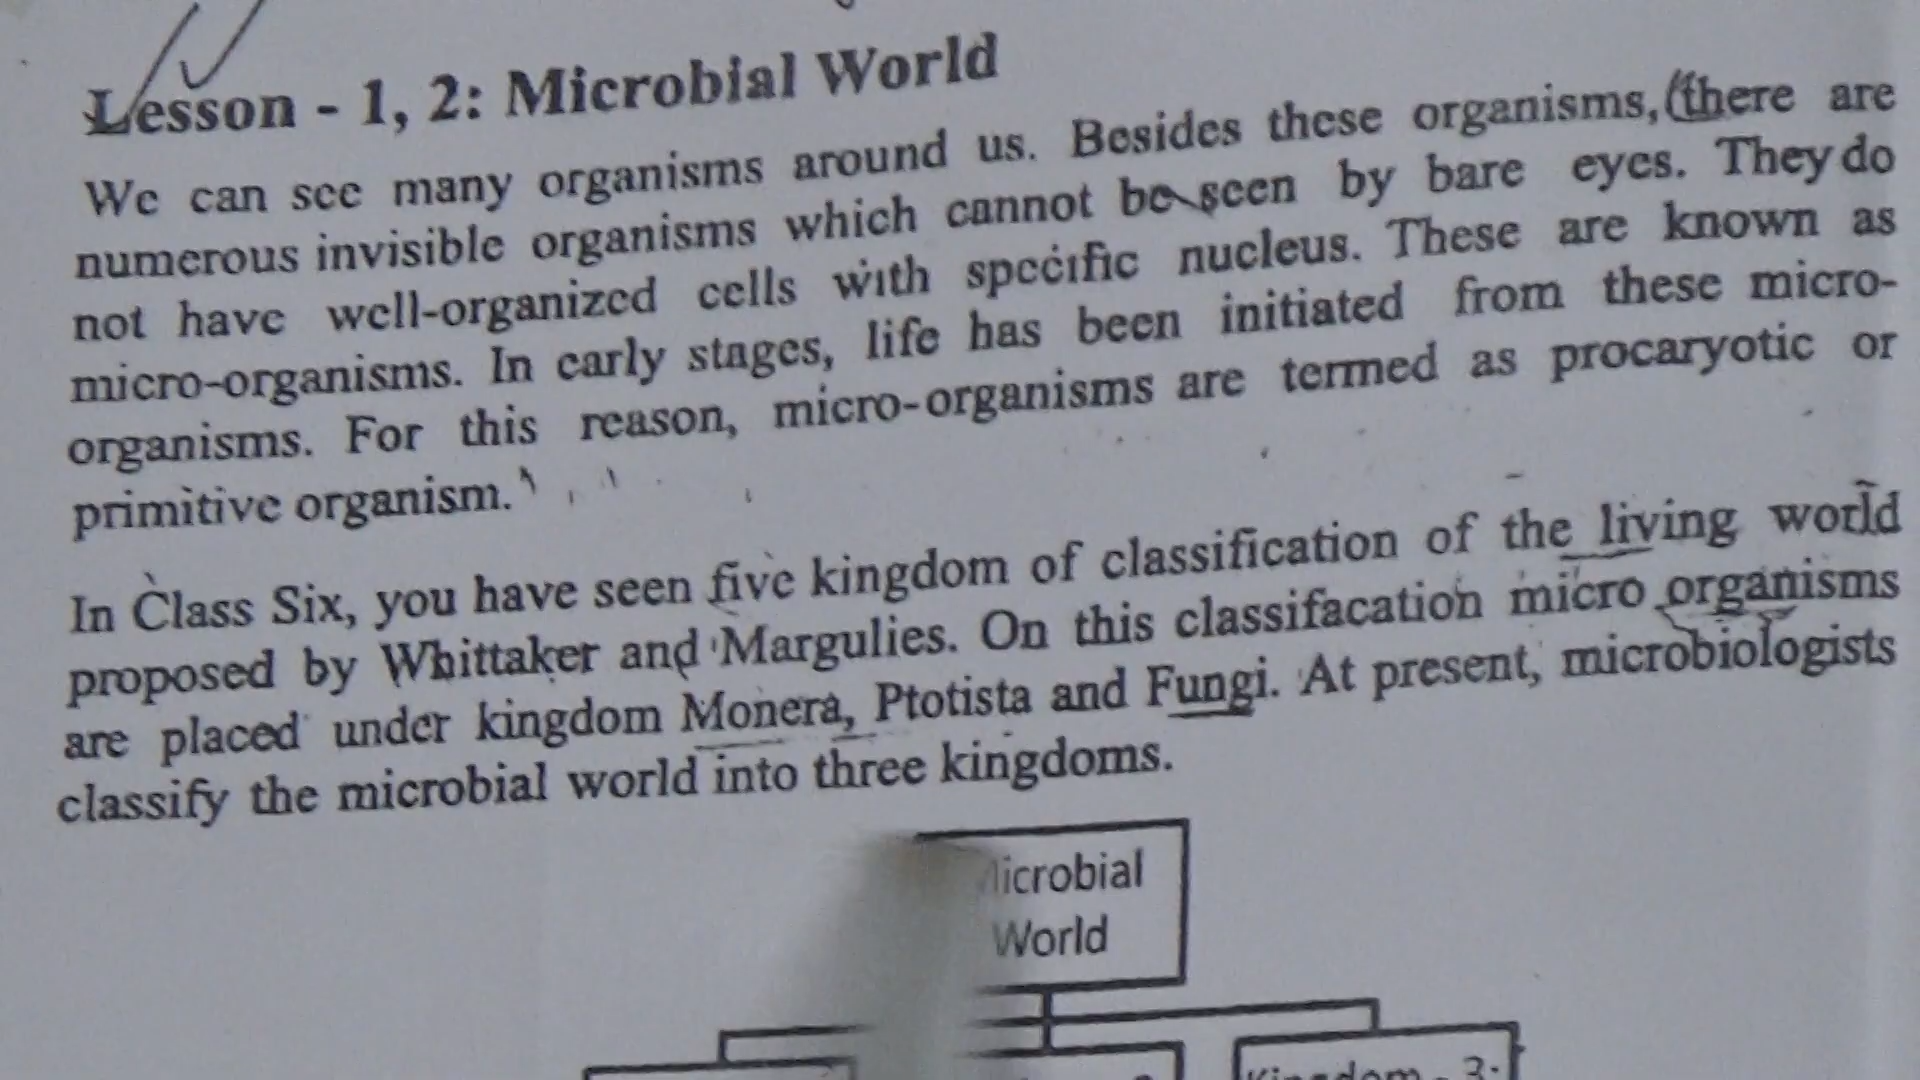 Lesson - 1, 2: Microbial World
We can see many organisms around us. Besides these organisms, (there are
numerous invisible organisms which cannot be seen by bare eyes. They do
not have well-organized cells with specific nucleus. These are known as
micro-organisms. In early stages, life has been initiated from these micro-
organisms. For this reason, micro-organisms are termed as procaryotic or
primitive organism.
In Class Six, you have seen five kingdom of classification of the living world
proposed by Whittaker and Margulies. On this classifacation micro organisms
are placed under kingdom Monera, Ptotista and Fungi. At present, microbiologists
classify the microbial world into three kingdoms.
Microbial
World
Kingdom - 3: